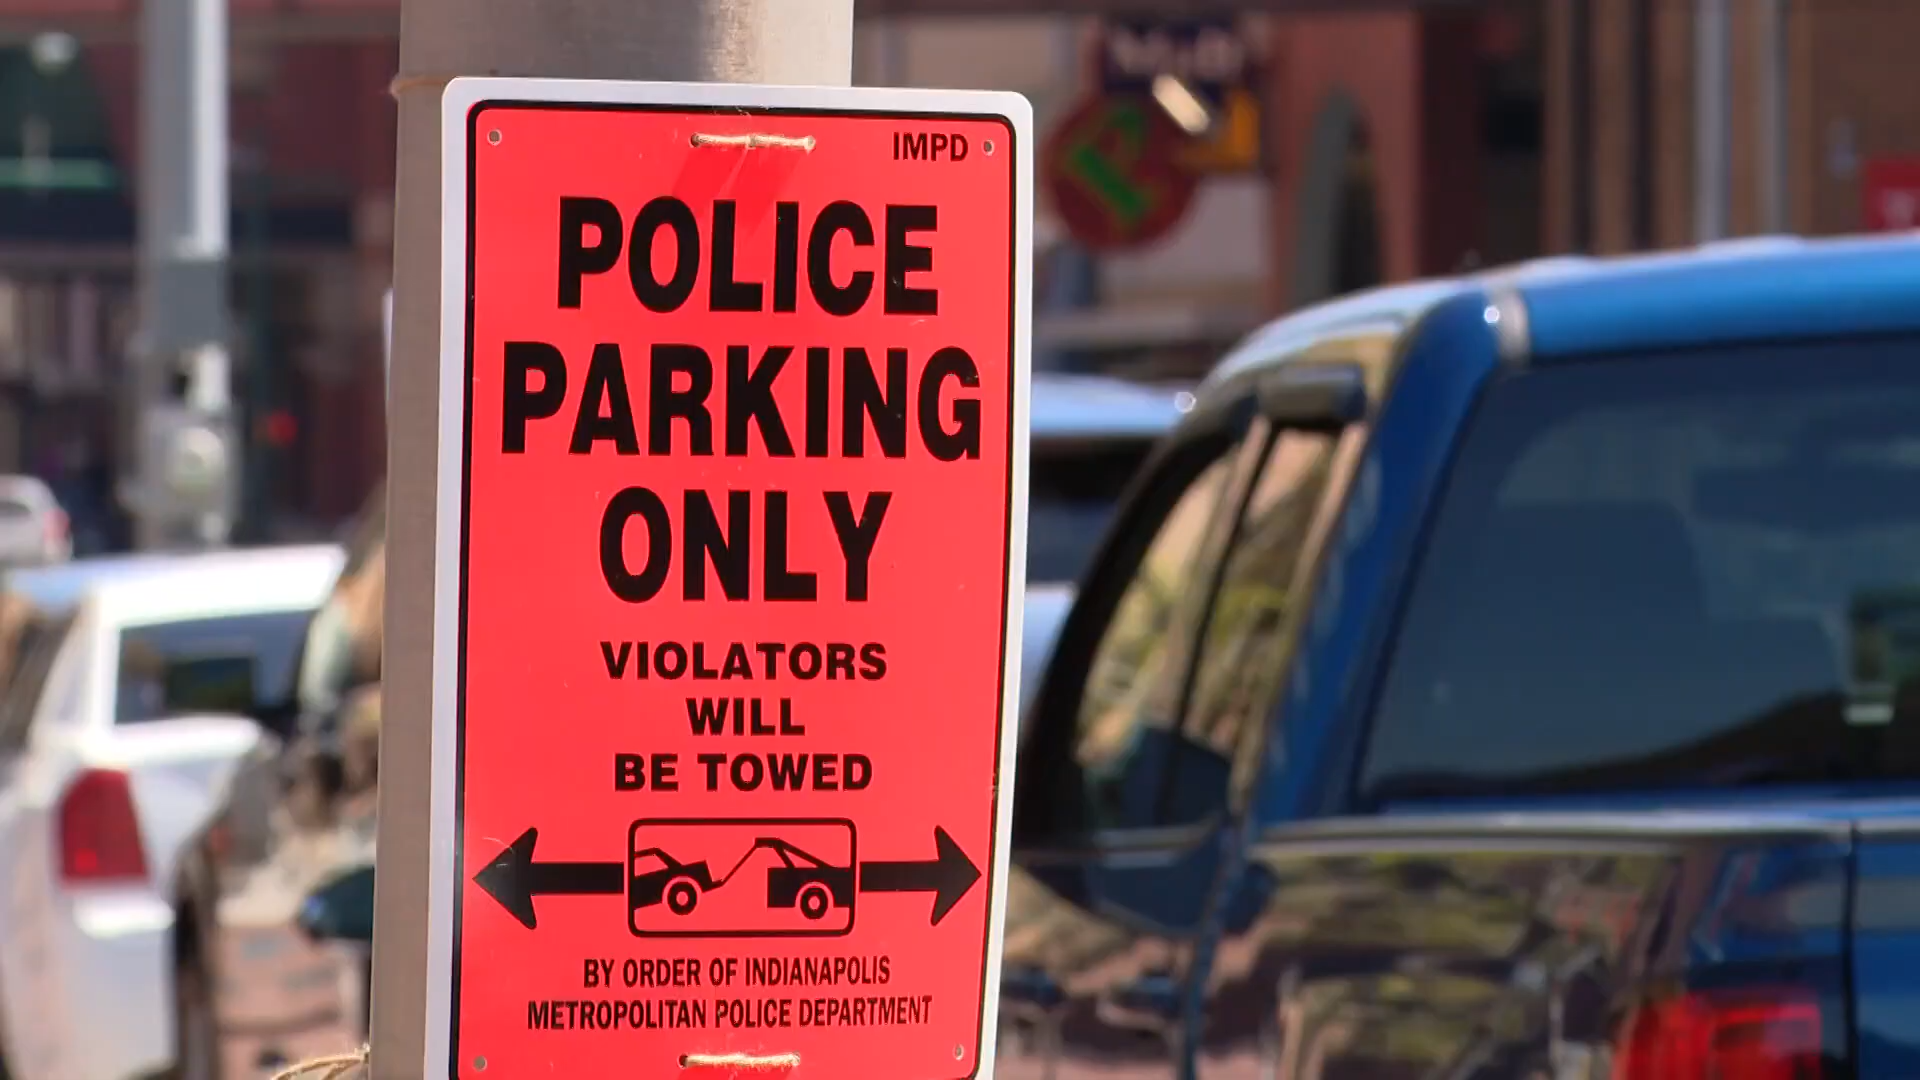 IMPD
POLICE
PARKING
ONLY
VIOLATORS
WILL
BE TOWED
BY ORDER OF INDIANAPOLIS
METROPOLITAN POLICE DEPARTMENT